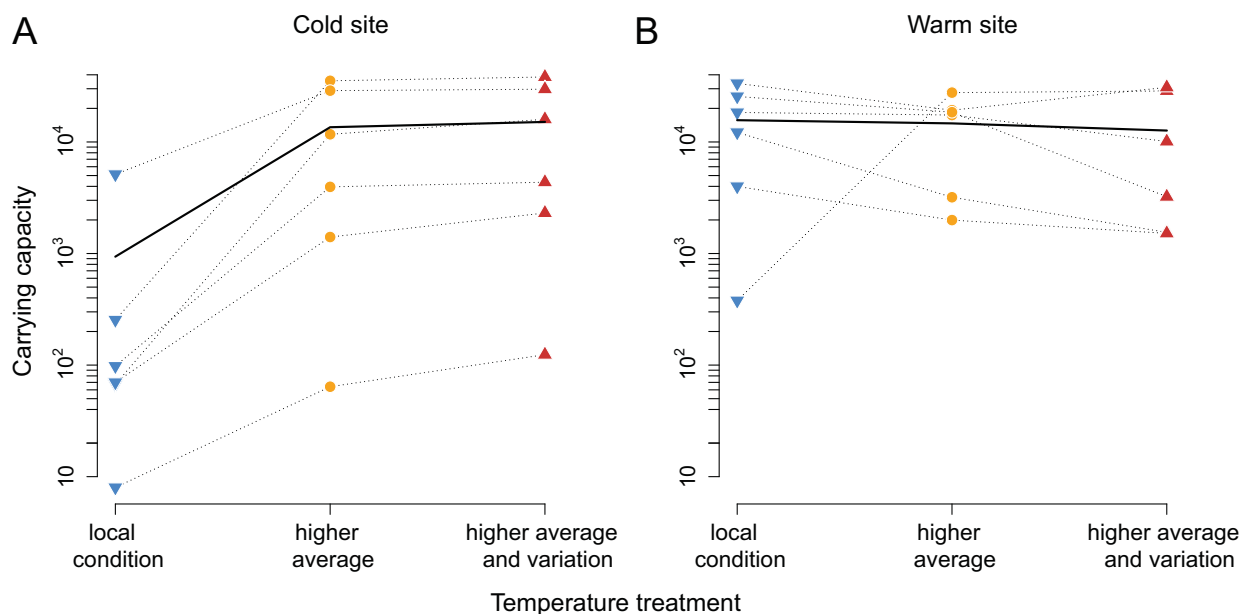 A
Cold site
B
Warm site
Carrying capacity
10⁴
10³
10²
10
local
condition
higher
average
higher average
and variation
10⁴
10³
10²
10
local
condition
higher
average
higher average
and variation
Temperature treatment